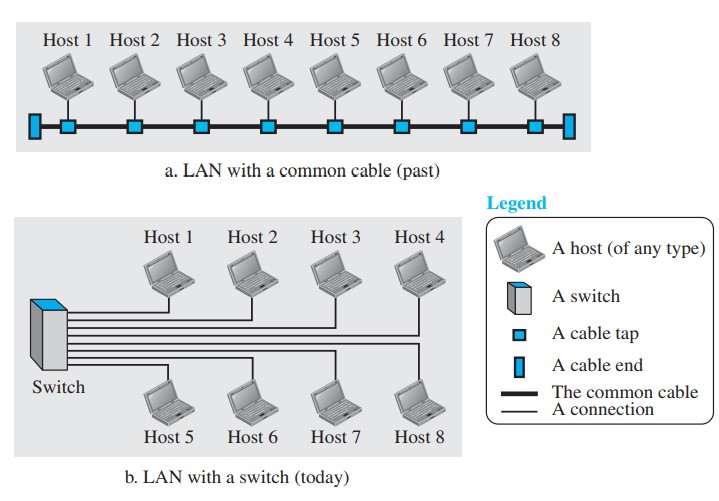 Host 1 Host 2 Host 3 Host 4 Host 5 Host 6 Host 7 Host 8
a. LAN with a common cable (past)
Legend
A host (of any type)
A switch
A cable tap
A cable end
The common cable
A connection
Host 1 Host 2 Host 3 Host 4
Switch
Host 5 Host 6 Host 7 Host 8
b. LAN with a switch (today)